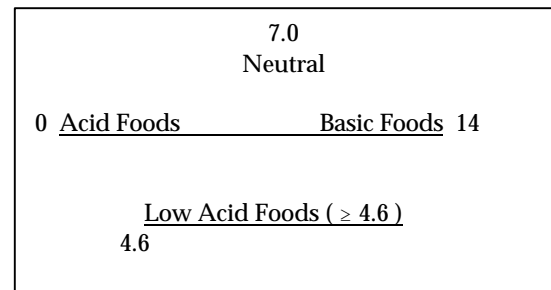 7.0
Neutral
0 Acid Foods Basic Foods 14
Low Acid Foods ( ≥ 4.6 )
4.6